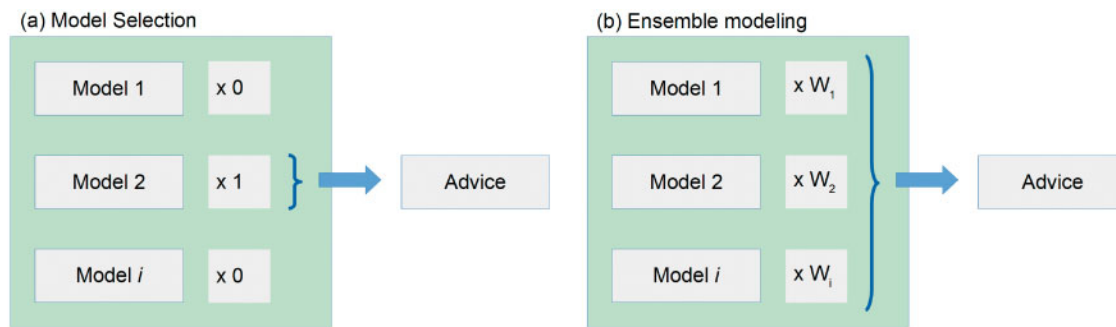 (a) Model Selection
Model 1 x 0
Model 2 x 1 Advice
Model i x 0
(b) Ensemble modeling
Model 1 x W₁
Model 2 x W₂ Advice
Model i x Wᵢ